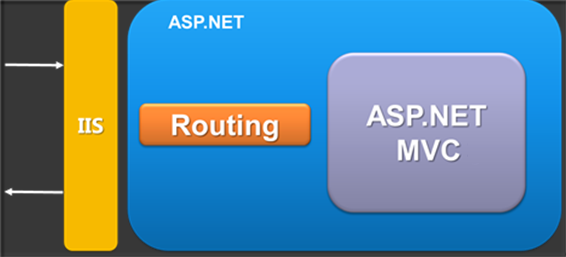 ASP.NET
IIS
Routing
ASP.NET
MVC